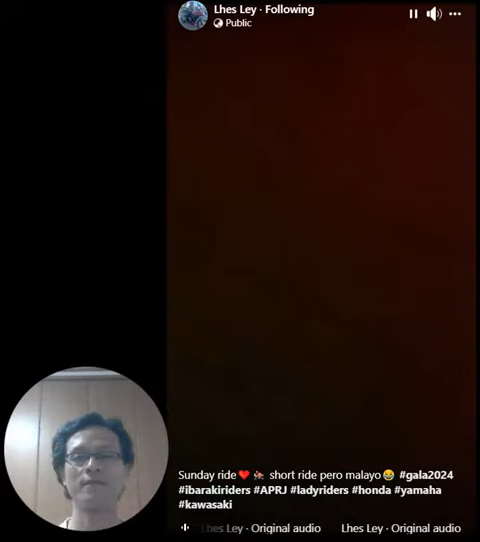 Lhes Ley · Following
Public
Sunday ride❤️🏍️ short ride pero malayo😂 #gala2024
#ibarakiriders #APRJ #ladyriders #honda #yamaha
#kawasaki
Lhes Ley · Original audio Lhes Ley · Original audio